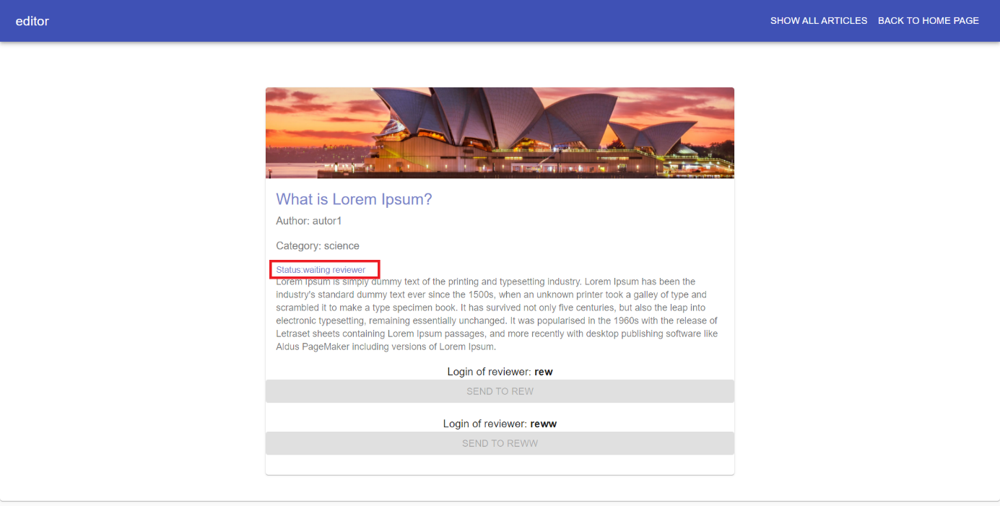 editor
SHOW ALL ARTICLES BACK TO HOME PAGE
What is Lorem Ipsum?
Author: autor1
Category: science
Status:waiting reviewer
Lorem Ipsum is simply dummy text of the printing and typesetting industry. Lorem Ipsum has been the
industry's standard dummy text ever since the 1500s, when an unknown printer took a galley of type and
scrambled it to make a type specimen book. It has survived not only five centuries, but also the leap into
electronic typesetting, remaining essentially unchanged. It was popularised in the 1960s with the release of
Letraset sheets containing Lorem Ipsum passages, and more recently with desktop publishing software like
Aldus PageMaker including versions of Lorem Ipsum.
Login of reviewer: rew
SEND TO REW
Login of reviewer: reww
SEND TO REWW